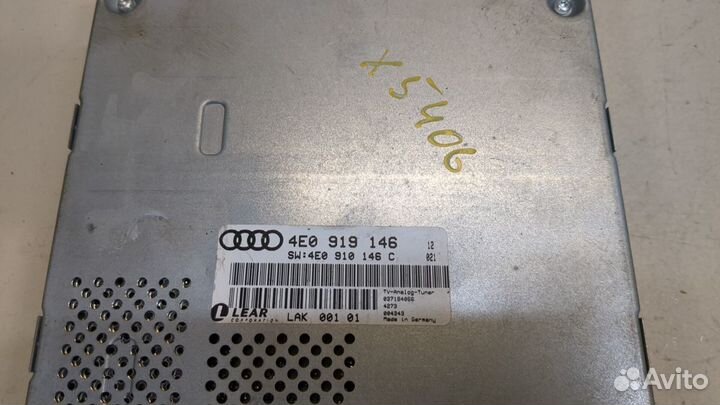 x5406
4E0 919 146
12
SW:4E0 910 146 C
021
TV-Analog-Tuner
037184066
4273
004343
Made in Germany
LEAR
CORPORATION
LAK 001 01
Avito